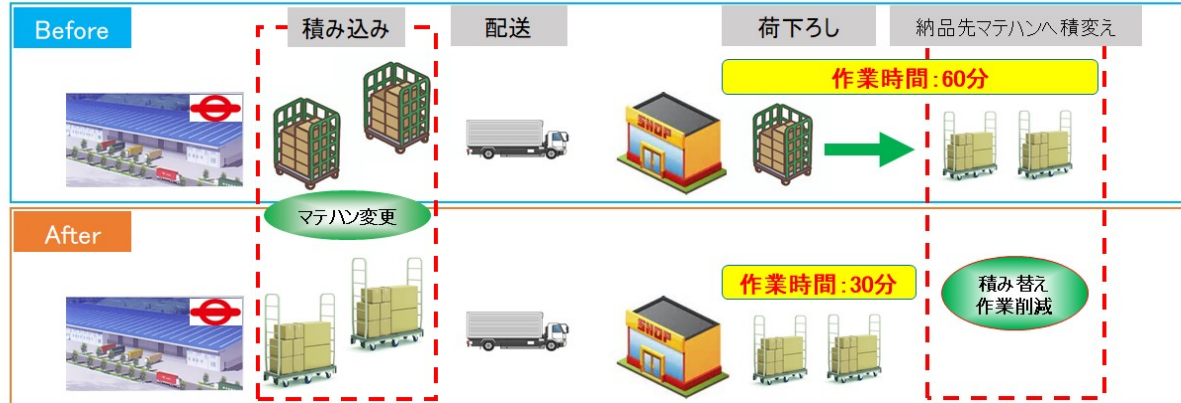 Before
積み込み
配送
荷下ろし
納品先マテハンへ積変え
作業時間:60分
SHOP
マテハン変更
After
作業時間:30分
SHOP
積み替え
作業削減